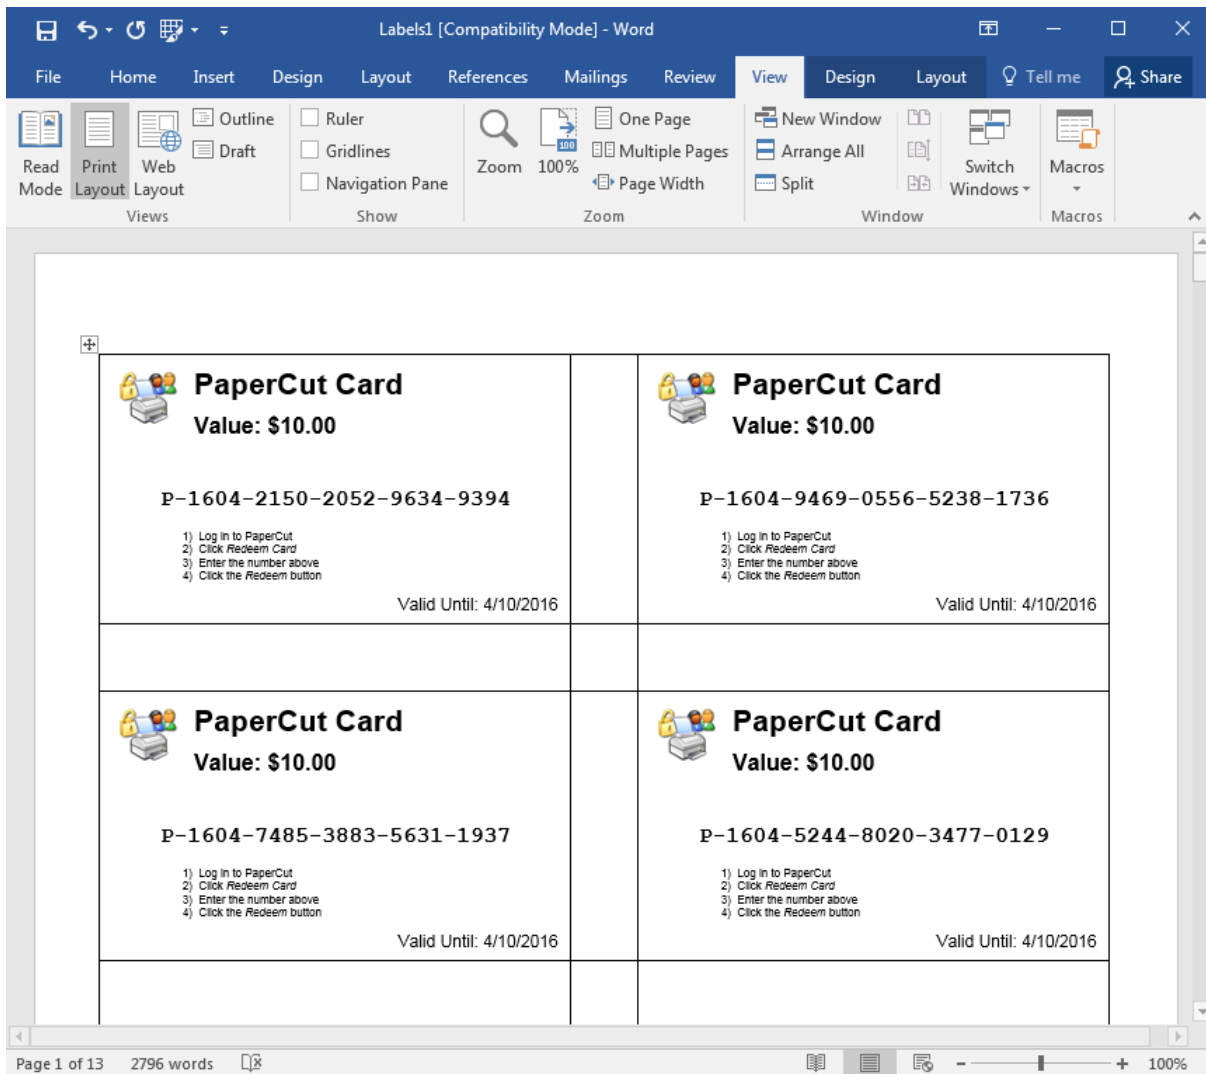 Labels1 [Compatibility Mode] - Word
File Home Insert Design Layout References Mailings Review View Design Layout Tell me Share
Read Mode
Print Layout
Web Layout
Outline
Draft
Views
Ruler
Gridlines
Navigation Pane
Show
Zoom
100
100%
One Page
Multiple Pages
Page Width
Zoom
New Window
Arrange All
Split
Switch Windows
Window
Macros
Macros
PaperCut Card
Value: $10.00
P-1604-2150-2052-9634-9394
1) Log in to PaperCut
2) Click Redeem Card
3) Enter the number above
4) Click the Redeem button
Valid Until: 4/10/2016
PaperCut Card
Value: $10.00
P-1604-9469-0556-5238-1736
1) Log in to PaperCut
2) Click Redeem Card
3) Enter the number above
4) Click the Redeem button
Valid Until: 4/10/2016
PaperCut Card
Value: $10.00
P-1604-7485-3883-5631-1937
1) Log in to PaperCut
2) Click Redeem Card
3) Enter the number above
4) Click the Redeem button
Valid Until: 4/10/2016
PaperCut Card
Value: $10.00
P-1604-5244-8020-3477-0129
1) Log in to PaperCut
2) Click Redeem Card
3) Enter the number above
4) Click the Redeem button
Valid Until: 4/10/2016
Page 1 of 13 2796 words 100%